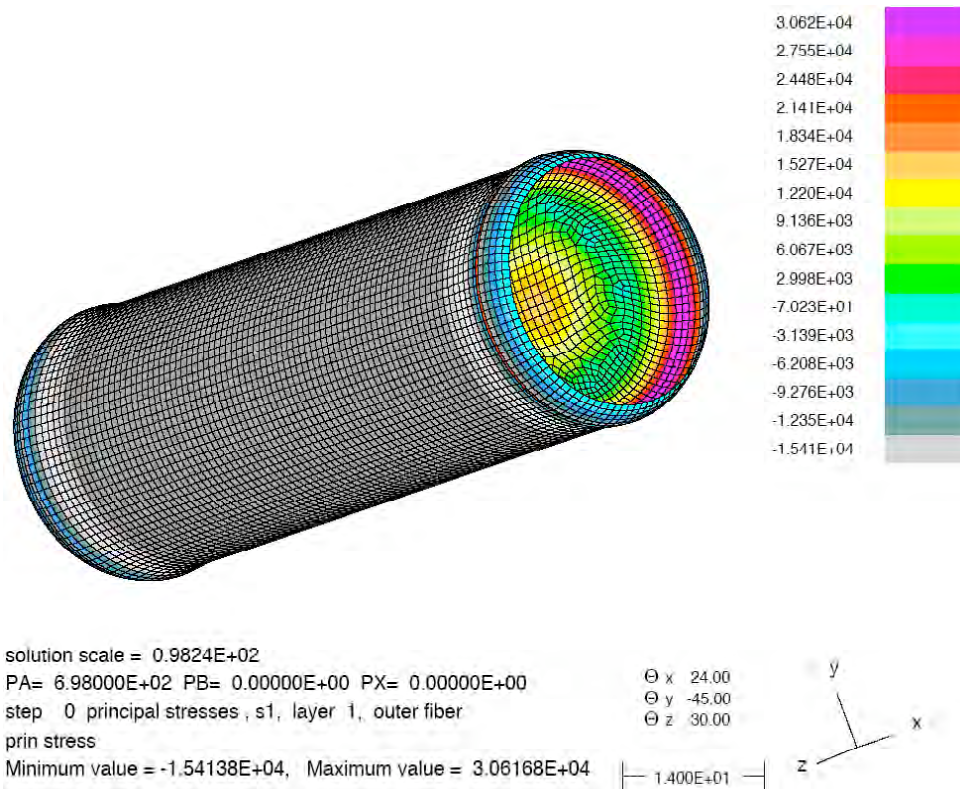 3.062E+04
2.755E+04
2.448E+04
2.141E+04
1.834E+04
1.527E+04
1.220E+04
9.136E+03
6.067E+03
2.998E+03
-7.023E+01
-3.139E+03
-6.208E+03
-9.276E+03
-1.235E+04
-1.541E+04
solution scale = 0.9824E+02
PA= 6.98000E+02 PB= 0.00000E+00 PX= 0.00000E+00
step 0 principal stresses , s1, layer 1, outer fiber
prin stress
Minimum value = -1.54138E+04, Maximum value = 3.06168E+04
Θ x 24.00
Θ y -45.00
Θ z 30.00
1.400E+01
y
x
z